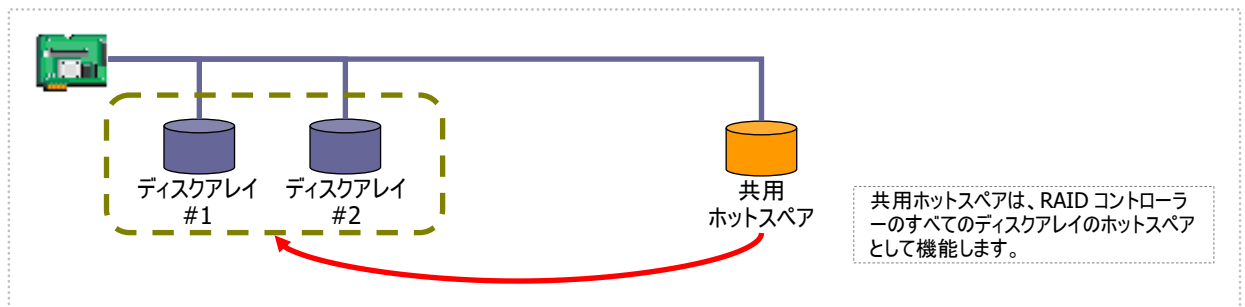 ディスクアレイ
#1
ディスクアレイ
#2
共用
ホットスペア
共用ホットスペアは、RAID コントローラ
ーのすべてのディスクアレイのホットスペア
として機能します。